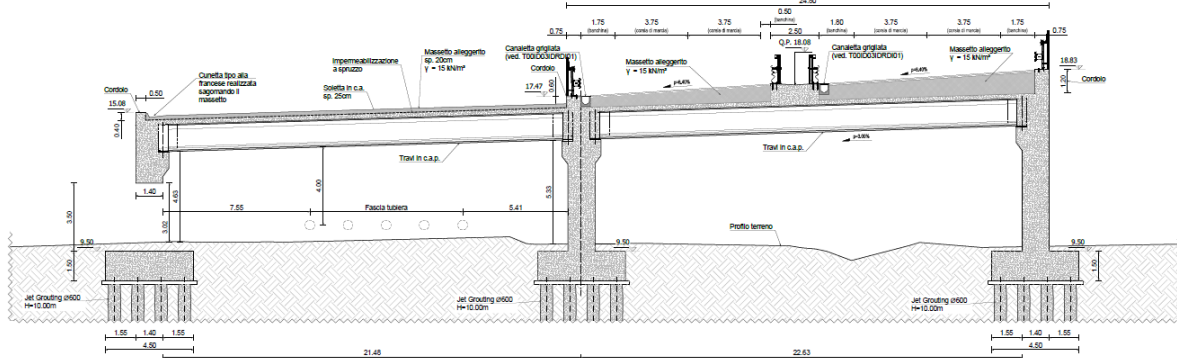 24.50
0.50
(banchina)
0.75
1.75
(banchina)
3.75
(corsia di marcia)
3.75
(corsia di marcia)
2.50
1.80
(banchina)
3.75
(corsia di marcia)
3.75
(corsia di marcia)
1.75
(banchina)
0.75
Q.P. 18.08
Canaletta grigliata
(ved. T00IDG3IDRDI01)
Canaletta grigliata
(ved. T00IDG3IDRDI01)
Massetto alleggerito
sp. 20cm
γ = 15 kN/m³
Massetto alleggerito
γ = 15 kN/m³
Massetto alleggerito
γ = 15 kN/m³
Impermeabilizzazione
a spruzzo
Cunetta tipo alla
francese realizzata
sagomando il
massetto
Soletta in c.a.
sp. 25cm
Cordolo
Cordolo
Cordolo
15.08
0.50
0.40
17.47
0.60
18.83
1.20
Travi in c.a.p.
Travi in c.a.p.
1.40
4.63
4.00
5.33
3.50
3.02
7.55
Fascia tubiera
5.41
Profilo terreno
9.50
9.50
9.50
1.50
1.50
Jet Grouting Ø600
H=10.00m
Jet Grouting Ø600
H=10.00m
Jet Grouting Ø600
H=10.00m
1.55
1.40
1.55
4.50
1.55
1.40
1.55
4.50
21.48
22.63